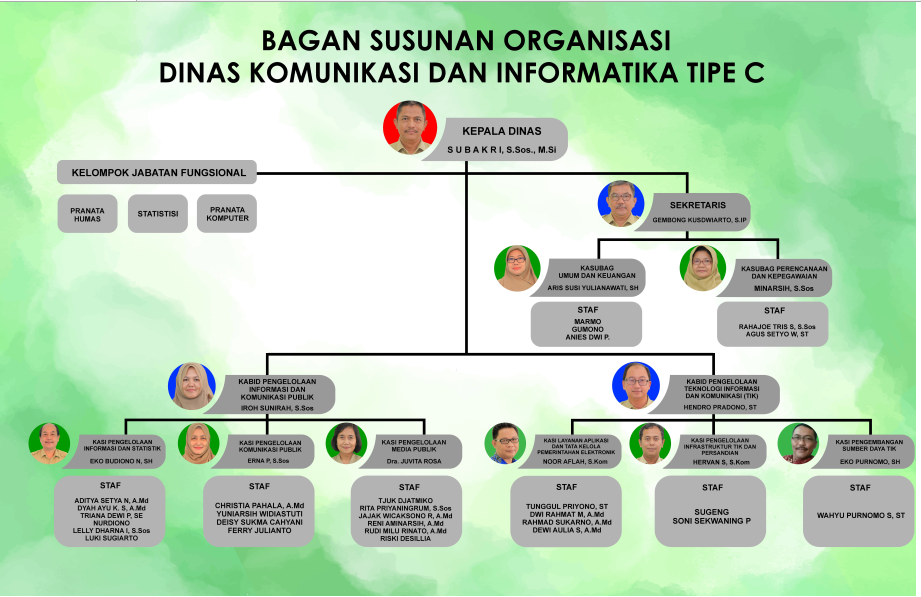 BAGAN SUSUNAN ORGANISASI
DINAS KOMUNIKASI DAN INFORMATIKA TIPE C
KEPALA DINAS
S U B A K R I, S.Sos., M.Si
KELOMPOK JABATAN FUNGSIONAL
PRANATA
HUMAS
STATISTISI
PRANATA
KOMPUTER
SEKRETARIS
GEMBONG KUSDWIARTO, S.IP
KASUBAG
UMUM DAN KEUANGAN
ARIS SUSI YULIANAWATI, SH
STAF
MARMO
GUMONO
ANIES DWI P.
KASUBAG PERENCANAAN
DAN KEPEGAWAIAN
MINARSIH, S.Sos
STAF
RAHAJOE TRIS S, S.Sos
AGUS SETYO W, ST
KABID PENGELOLAAN
INFORMASI DAN
KOMUNIKASI PUBLIK
IROH SUNIRAH, S.Sos
KABID PENGELOLAAN
TEKNOLOGI INFORMASI
DAN KOMUNIKASI (TIK)
HENDRO PRADONO, ST
KASI PENGELOLAAN
INFORMASI DAN STATISTIK
EKO BUDIONO N, SH
STAF
ADITYA SETYA N, A.Md
DYAH AYU K. S, A.Md
TRIANA DEWI P, SE
NURDIONO
LELLY DHARNA I, S.Sos
LUKI SUGIARTO
KASI PENGELOLAAN
KOMUNIKASI PUBLIK
ERNA P, S.Sos
STAF
CHRISTIA PAHALA, A.Md
YUNIARSIH WIDIASTUTI
DEISY SUKMA CAHYANI
FERRY JULIANTO
KASI PENGELOLAAN
MEDIA PUBLIK
Dra. JUVITA ROSA
STAF
TJUK DJATMIKO
RITA PRIYANINGRUM, S.Sos
JAJAK WICAKSONO R, A.Md
RENI AMINARSIH, A.Md
RUDI MILU RINATO, A.Md
RISKI DESILLIA
KASI LAYANAN APLIKASI
DAN TATA KELOLA
PEMERINTAHAN ELEKTRONIK
NOOR AFLAH, S.Kom
STAF
TUNGGUL PRIYONO, ST
DWI RAHMAT M, A.Md
RAHMAD SUKARNO, A.Md
DEWI AULIA S, A.Md
KASI PENGELOLAAN
INFRASTRUKTUR TIK DAN
PERSANDIAN
HERVAN S, S.Kom
STAF
SUGENG
SONI SEKWANING P
KASI PENGEMBANGAN
SUMBER DAYA TIK
EKO PURNOMO, SH
STAF
WAHYU PURNOMO S, ST